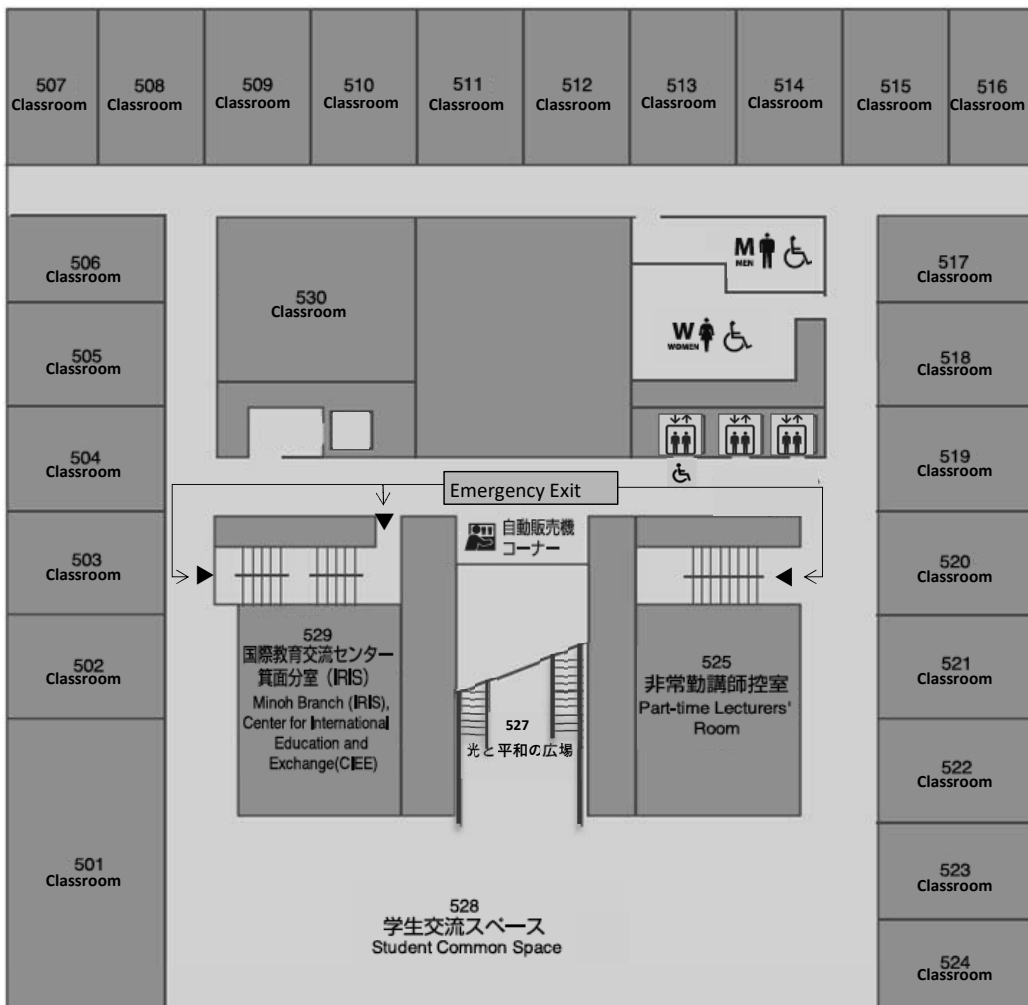 507
Classroom
508
Classroom
509
Classroom
510
Classroom
511
Classroom
512
Classroom
513
Classroom
514
Classroom
515
Classroom
516
Classroom
506
Classroom
530
Classroom
M
MEN
517
Classroom
W
WOMEN
505
Classroom
518
Classroom
504
Classroom
519
Classroom
Emergency Exit
503
Classroom
自動販売機
コーナー
520
Classroom
529
国際教育交流センター
箕面分室（IRIS）
Minoh Branch (IRIS),
Center for International
Education and
Exchange(CIEE)
527
光と平和の広場
525
非常勤講師控室
Part-time Lecturers'
Room
502
Classroom
521
Classroom
522
Classroom
501
Classroom
523
Classroom
528
学生交流スペース
Student Common Space
524
Classroom